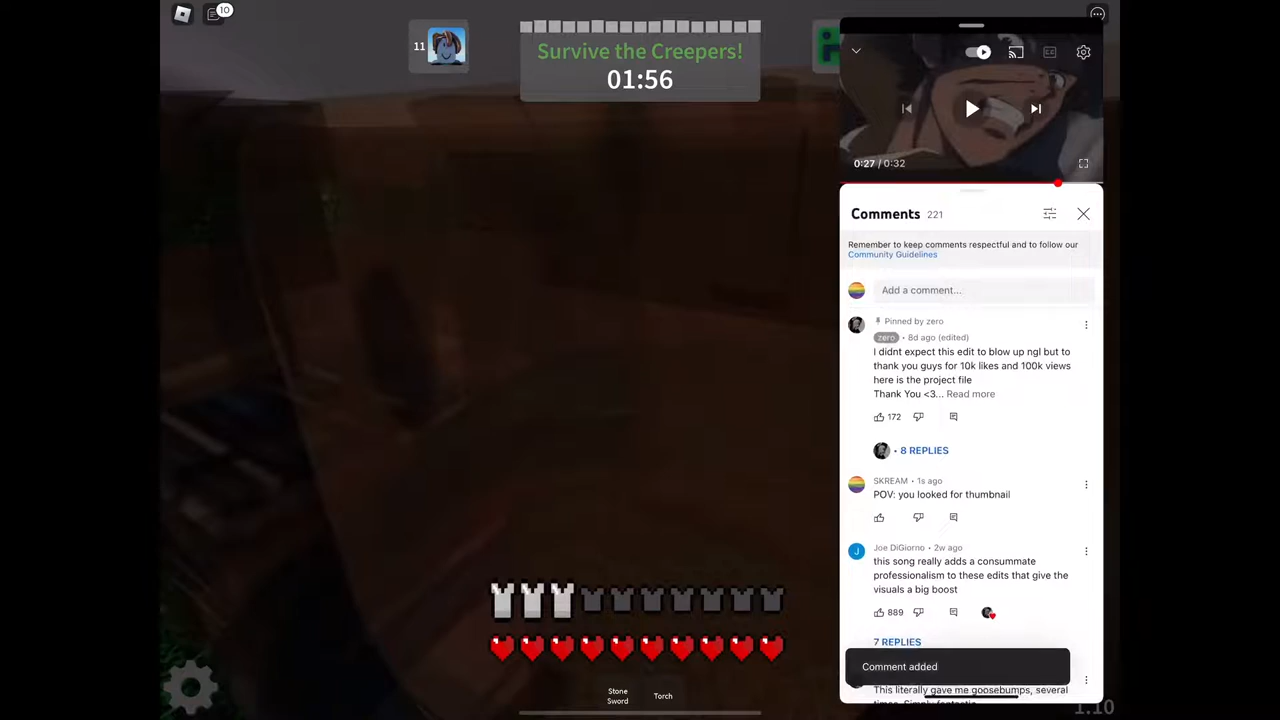 10
11
Survive the Creepers!
01:56
0:27 / 0:32
Comments 221
Remember to keep comments respectful and to follow our
Community Guidelines
Add a comment...
Pinned by zero
zero • 8d ago (edited)
I didnt expect this edit to blow up ngl but to
thank you guys for 10k likes and 100k views
here is the project file
Thank You <3... Read more
172
• 8 REPLIES
SKREAM • 1s ago
POV: you looked for thumbnail
J
Joe DiGiorno • 2w ago
this song really adds a consummate
professionalism to these edits that give the
visuals a big boost
889
7 REPLIES
Comment added
This literally gave me goosebumps, several
Stone
Sword
Torch
1.10